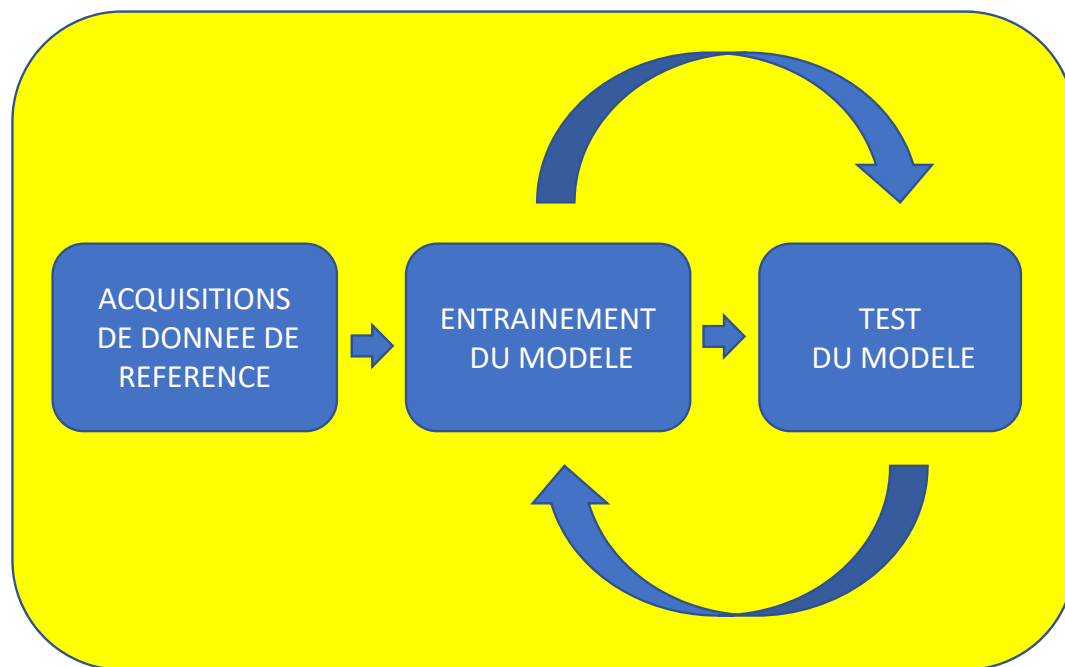 ACQUISITIONS
DE DONNEE DE
REFERENCE
ENTRAINEMENT
DU MODELE
TEST
DU MODELE